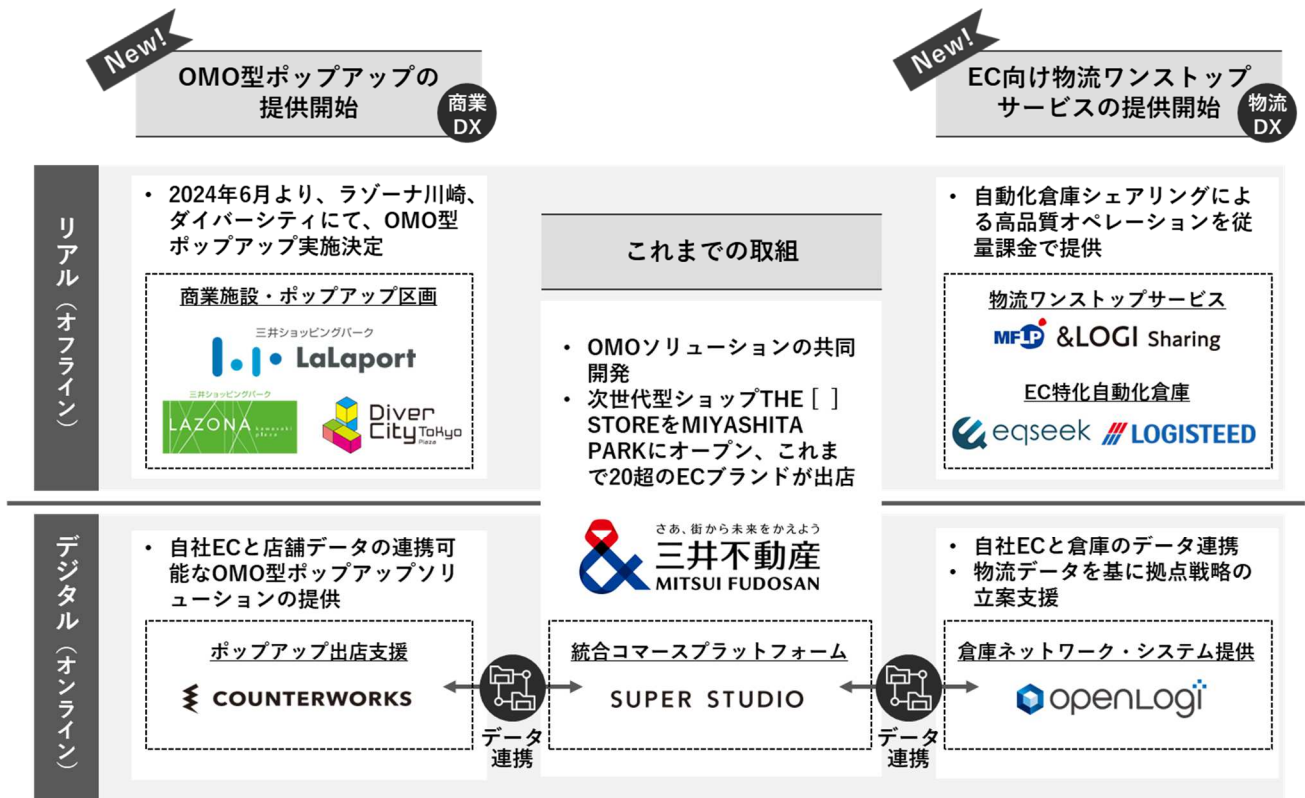 New!
OMO型ポップアップの
提供開始
商業
DX
New!
EC向け物流ワンストップ
サービスの提供開始
物流
DX
リアル（オフライン）
• 2024年6月より、ラゾーナ川崎、
ダイバーシティにて、OMO型
ポップアップ実施決定
商業施設・ポップアップ区画
三井ショッピングパーク
LaLaport
三井ショッピングパーク
LAZONA kawasaki
plaza
Diver
City Tokyo
Plaza
これまでの取組
• OMOソリューションの共同
開発
• 次世代型ショップTHE［ ］
STOREをMIYASHITA
PARKにオープン、これま
で20超のECブランドが出店
さあ、街から未来をかえよう
三井不動産
MITSUI FUDOSAN
• 自動化倉庫シェアリングによ
る高品質オペレーションを従
量課金で提供
物流ワンストップサービス
MFLP &LOGI Sharing
EC特化自動化倉庫
eqseek LOGISTEED
デジタル（オンライン）
• 自社ECと店舗データの連携可
能なOMO型ポップアップソリ
ューションの提供
ポップアップ出店支援
COUNTERWORKS
データ
連携
統合コマースプラットフォーム
SUPER STUDIO
データ
連携
• 自社ECと倉庫のデータ連携
• 物流データを基に拠点戦略の
立案支援
倉庫ネットワーク・システム提供
openLogi